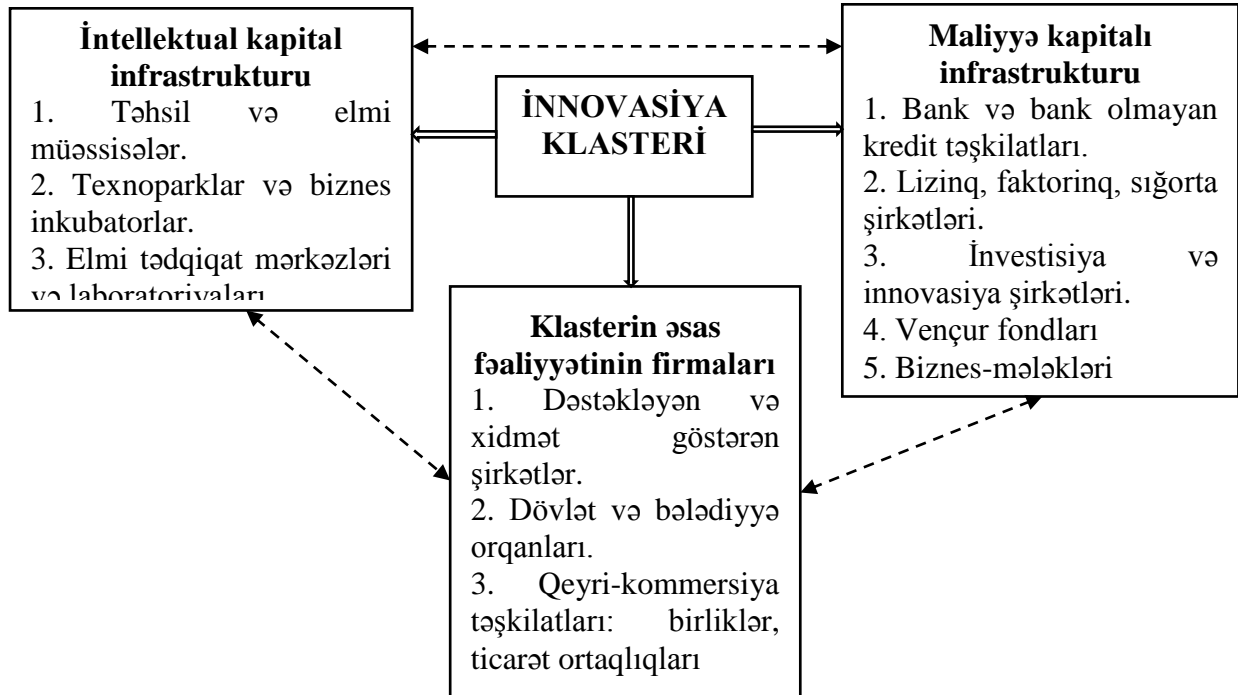 İntellektual kapital
infrastrukturu
1. Təhsil və elmi
müəssisələr.
2. Texnoparklar və biznes
inkubatorlar.
3. Elmi tədqiqat mərkəzləri
və laboratoriyaları
İNNOVASİYA
KLASTERİ
Maliyyə kapitalı
infrastrukturu
1. Bank və bank olmayan
kredit təşkilatları.
2. Lizinq, faktorinq, sığorta
şirkətləri.
3. İnvestisiya və
innovasiya şirkətləri.
4. Vençur fondları
5. Biznes-mələkləri
Klasterin əsas
fəaliyyətinin firmaları
1. Dəstəkləyən və
xidmət göstərən
şirkətlər.
2. Dövlət və bələdiyyə
orqanları.
3. Qeyri-kommersiya
təşkilatları: birliklər,
ticarət ortaqlıqları